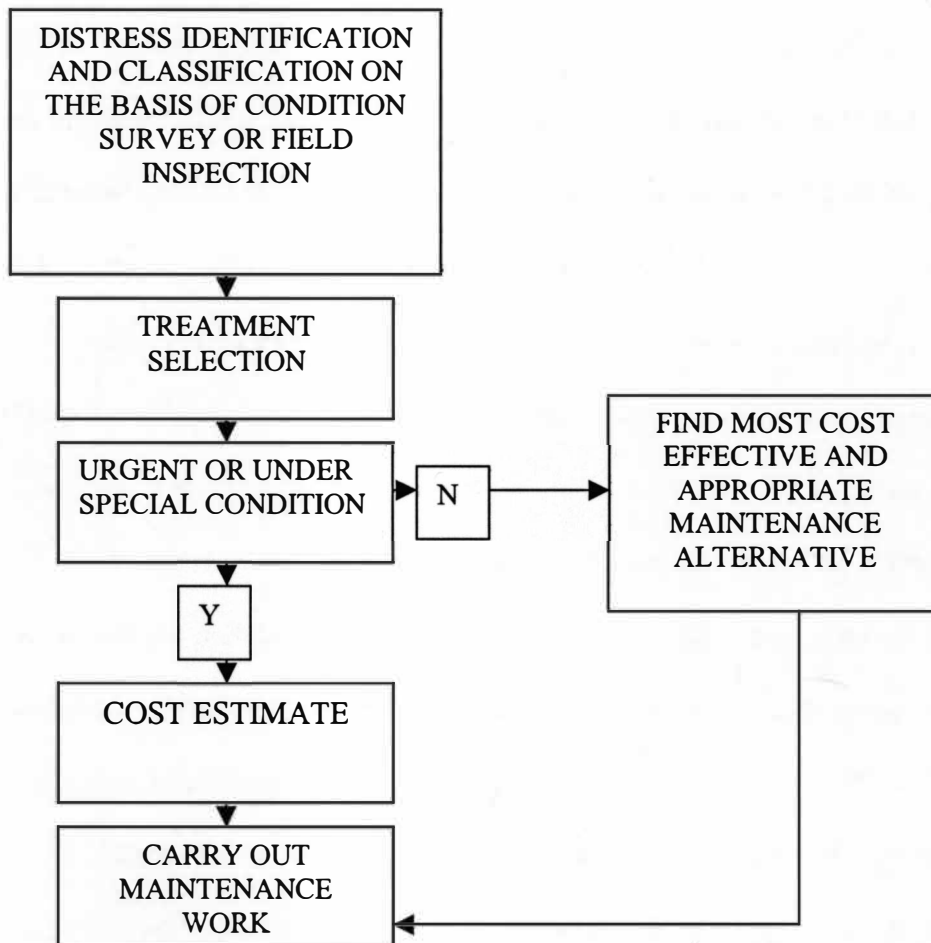 DISTRESS IDENTIFICATION
AND CLASSIFICATION ON
THE BASIS OF CONDITION
SURVEY OR FIELD
INSPECTION
TREATMENT
SELECTION
URGENT OR UNDER
SPECIAL CONDITION
N
FIND MOST COST
EFFECTIVE AND
APPROPRIATE
MAINTENANCE
ALTERNATIVE
Y
COST ESTIMATE
CARRY OUT
MAINTENANCE
WORK